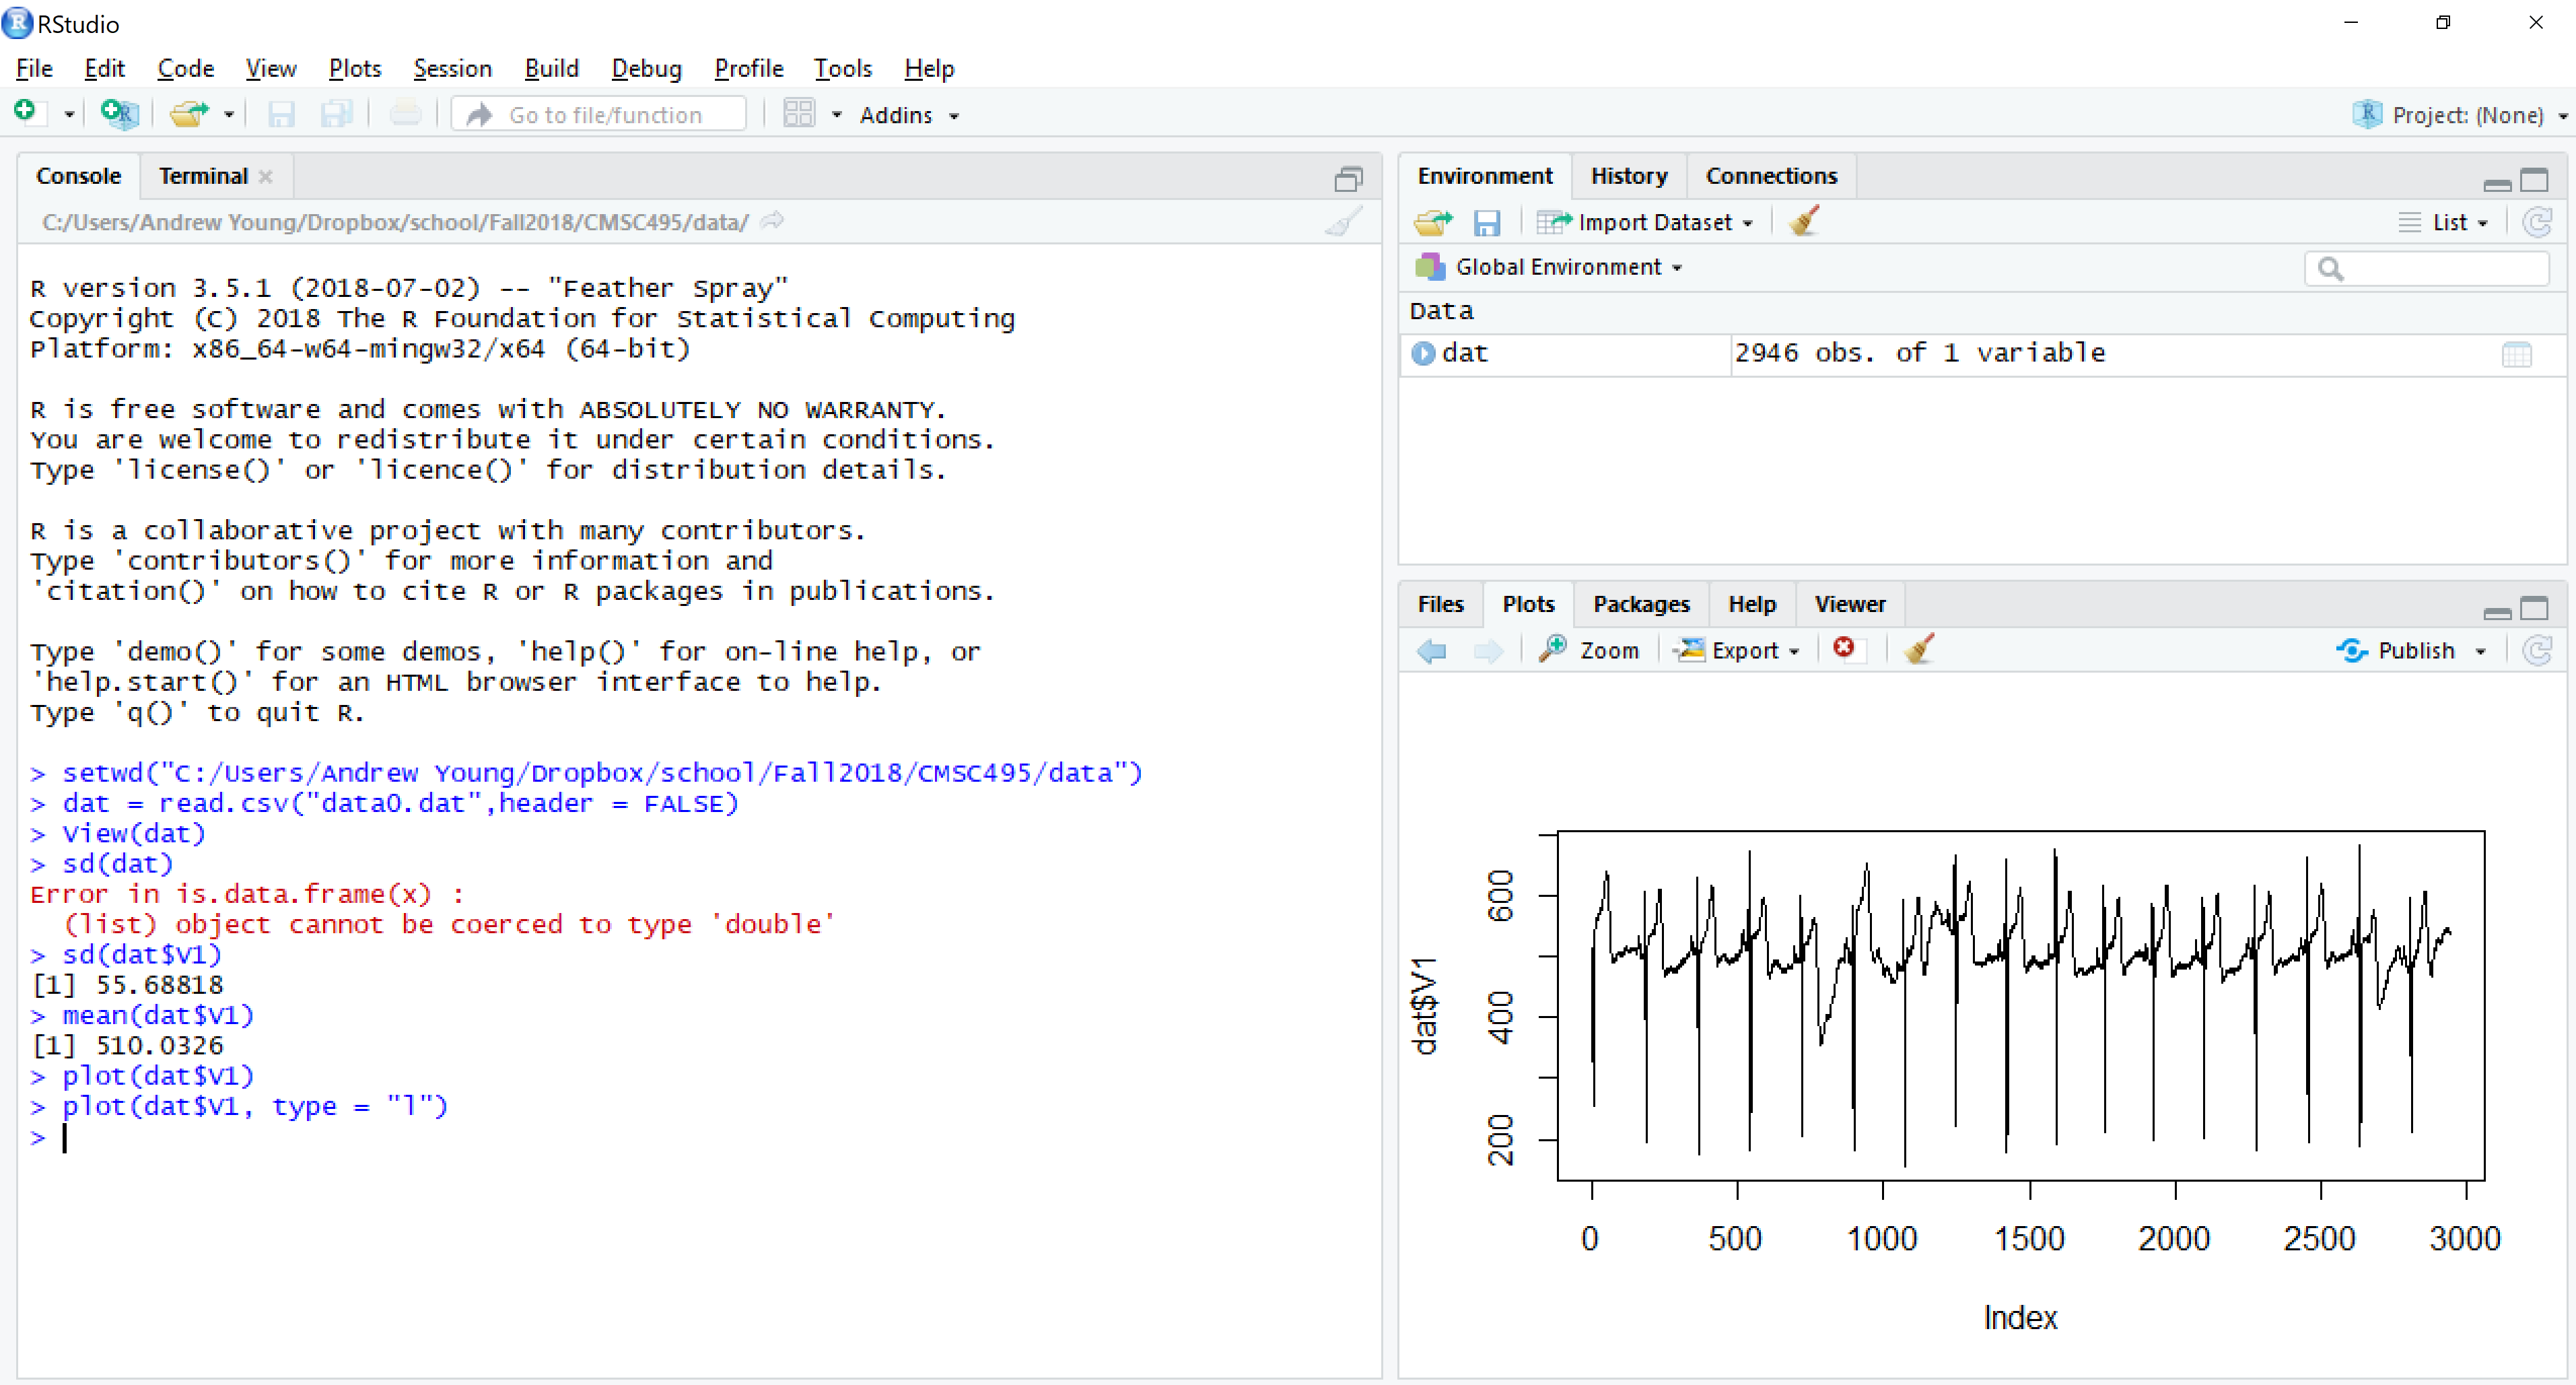 RStudio
File Edit Code View Plots Session Build Debug Profile Tools Help
Go to file/function Addins Project: (None)
Console Terminal
C:/Users/Andrew Young/Dropbox/school/Fall2018/CMSC495/data/
R version 3.5.1 (2018-07-02) -- "Feather Spray"
Copyright (C) 2018 The R Foundation for Statistical Computing
Platform: x86_64-w64-mingw32/x64 (64-bit)
R is free software and comes with ABSOLUTELY NO WARRANTY.
You are welcome to redistribute it under certain conditions.
Type 'license()' or 'licence()' for distribution details.
R is a collaborative project with many contributors.
Type 'contributors()' for more information and
'citation()' on how to cite R or R packages in publications.
Type 'demo()' for some demos, 'help()' for on-line help, or
'help.start()' for an HTML browser interface to help.
Type 'q()' to quit R.
> setwd("C:/Users/Andrew Young/Dropbox/school/Fall2018/CMSC495/data")
> dat = read.csv("data0.dat",header = FALSE)
> View(dat)
> sd(dat)
Error in is.data.frame(x) :
(list) object cannot be coerced to type 'double'
> sd(dat$V1)
[1] 55.68818
> mean(dat$V1)
[1] 510.0326
> plot(dat$V1)
> plot(dat$V1, type = "l")
>
Environment History Connections
Import Dataset List
Global Environment
Data
dat 2946 obs. of 1 variable
Files Plots Packages Help Viewer
Zoom Export Publish
dat$V1
600
400
200
0 500 1000 1500 2000 2500 3000
Index